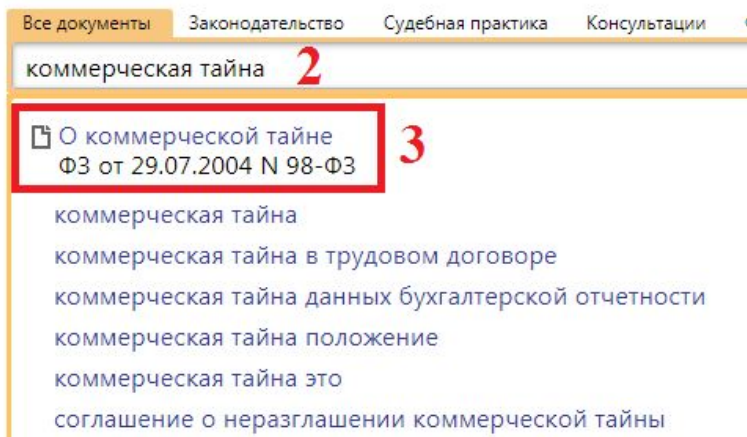 Все документы Законодательство Судебная практика Консультации
коммерческая тайна 2
О коммерческой тайне 3
ФЗ от 29.07.2004 N 98-ФЗ
коммерческая тайна
коммерческая тайна в трудовом договоре
коммерческая тайна данных бухгалтерской отчетности
коммерческая тайна положение
коммерческая тайна это
соглашение о неразглашении коммерческой тайны